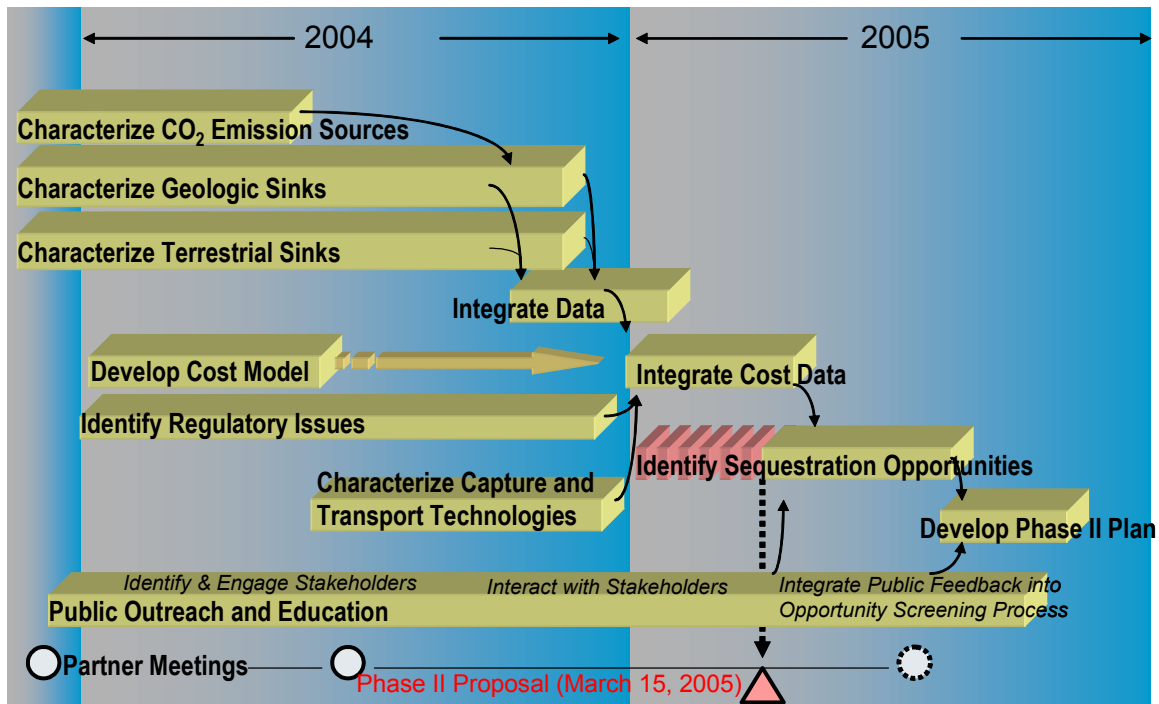 2004
2005
Characterize CO₂ Emission Sources
Characterize Geologic Sinks
Characterize Terrestrial Sinks
Integrate Data
Develop Cost Model
Integrate Cost Data
Identify Regulatory Issues
Identify Sequestration Opportunities
Characterize Capture and
Transport Technologies
Develop Phase II Plan
Identify & Engage Stakeholders
Interact with Stakeholders
Integrate Public Feedback into
Opportunity Screening Process
Public Outreach and Education
Partner Meetings
Phase II Proposal (March 15, 2005)